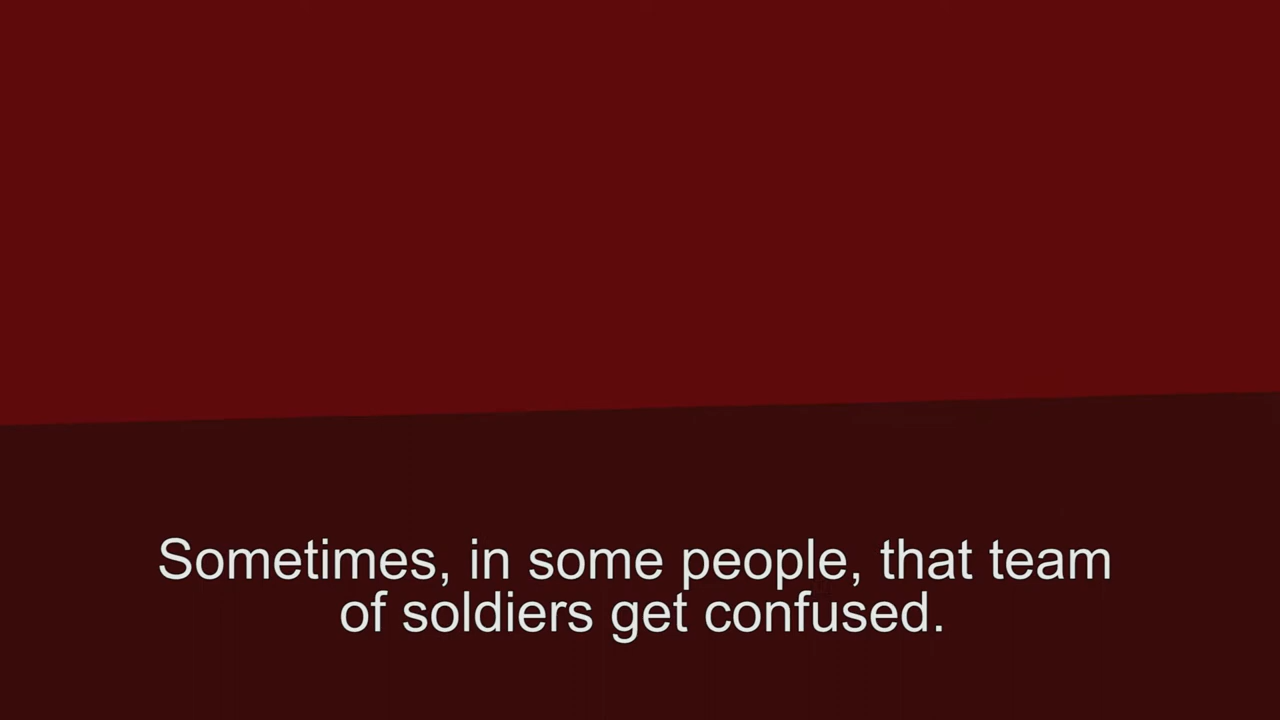 Sometimes, in some people, that team
of soldiers get confused.